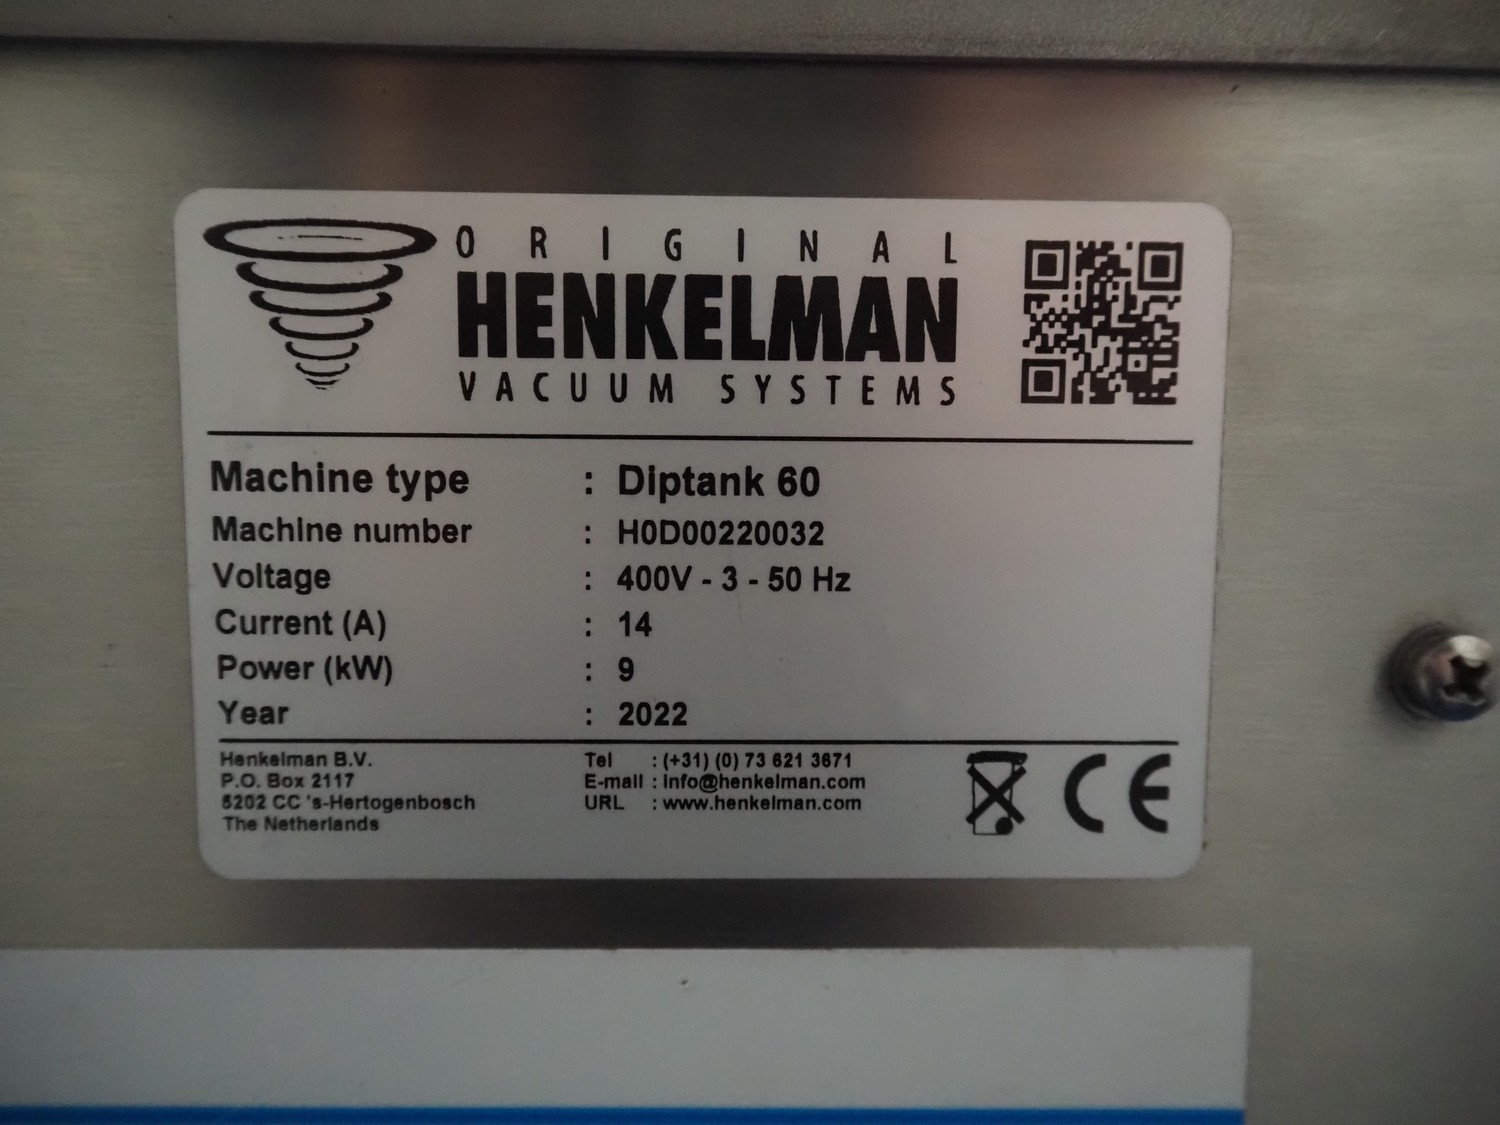 ORIGINAL
HENKELMAN
VACUUM SYSTEMS
Machine type : Diptank 60
Machine number : H0D00220032
Voltage : 400V - 3 - 50 Hz
Current (A) : 14
Power (kW) : 9
Year : 2022
Henkelman B.V.
P.O. Box 2117
5202 CC 's-Hertogenbosch
The Netherlands
Tel : (+31) (0) 73 621 3671
E-mail : info@henkelman.com
URL : www.henkelman.com
CE